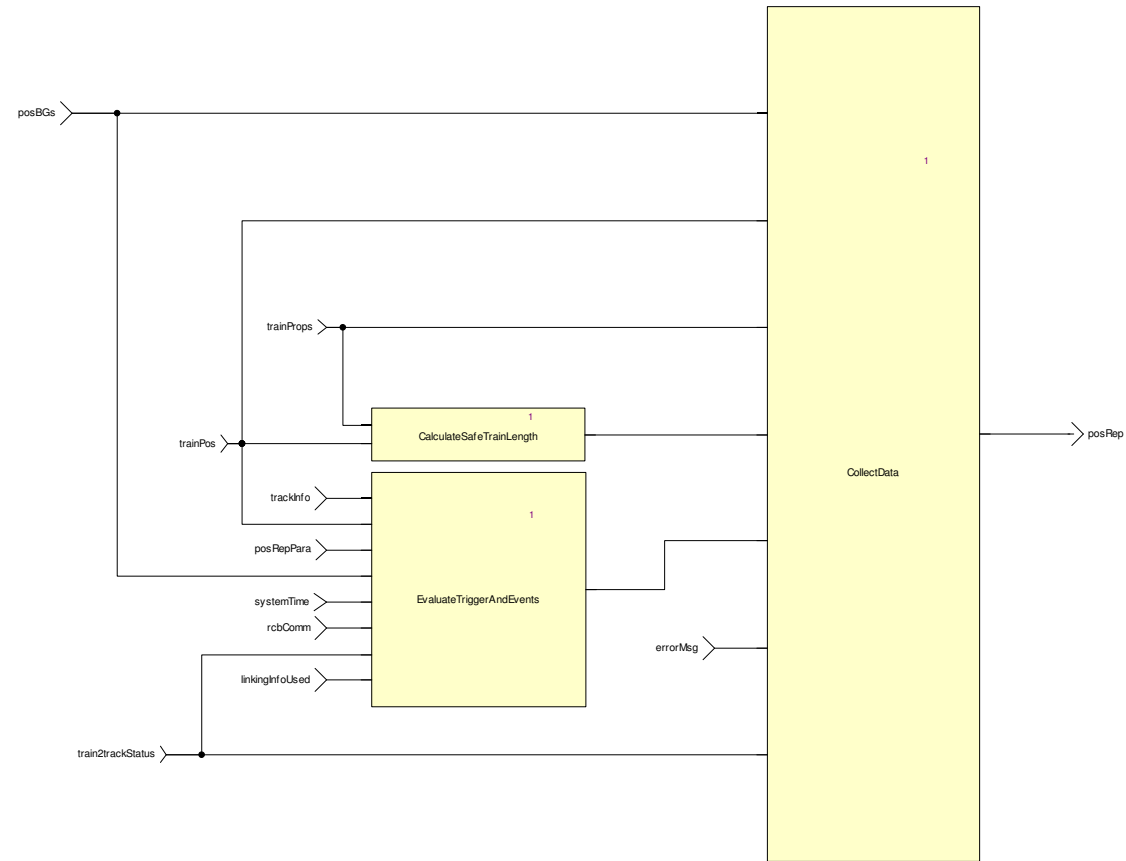 posBGs
1
trainProps
1
CalculateSafeTrainLength
trainPos
posRep
CollectData
trackInfo
1
posRepPara
EvaluateTriggerAndEvents
systemTime
rcbComm
errorMsg
linkingInfoUsed
train2trackStatus